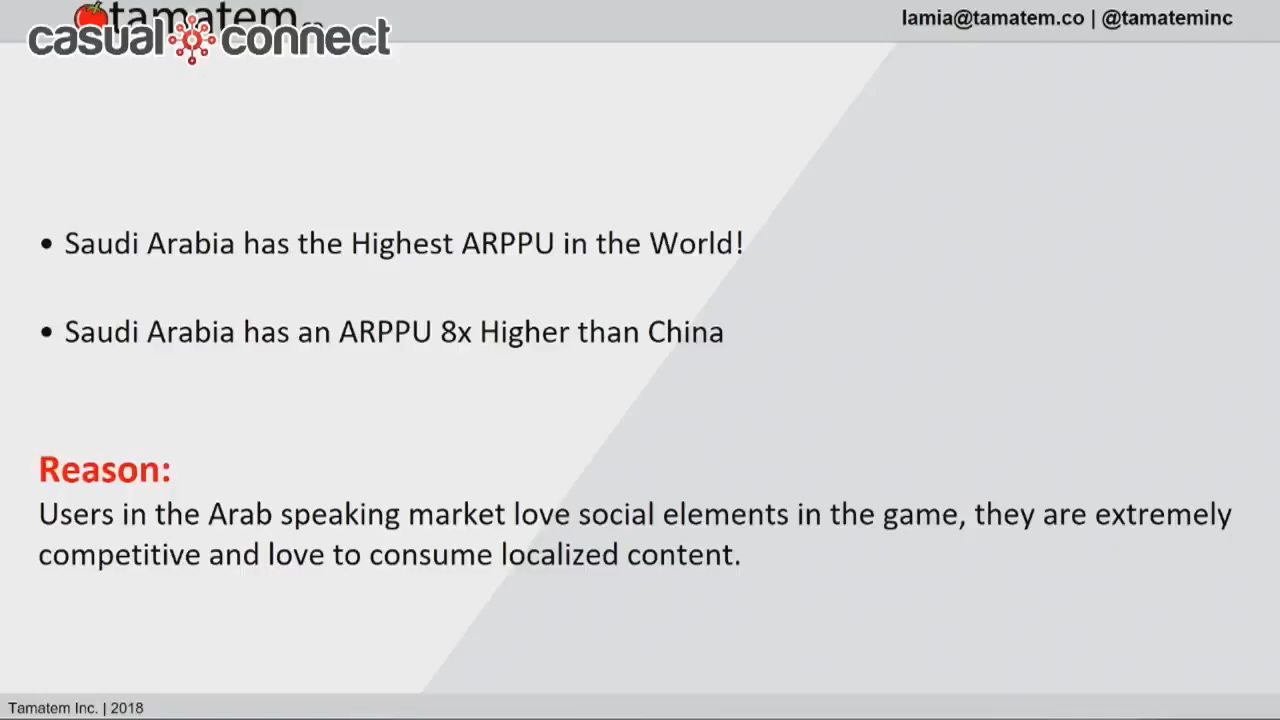 tamatem
casual connect
lamia@tamatem.co | @tamateminc
• Saudi Arabia has the Highest ARPPU in the World!
• Saudi Arabia has an ARPPU 8x Higher than China
Reason:
Users in the Arab speaking market love social elements in the game, they are extremely
competitive and love to consume localized content.
Tamatem Inc. | 2018